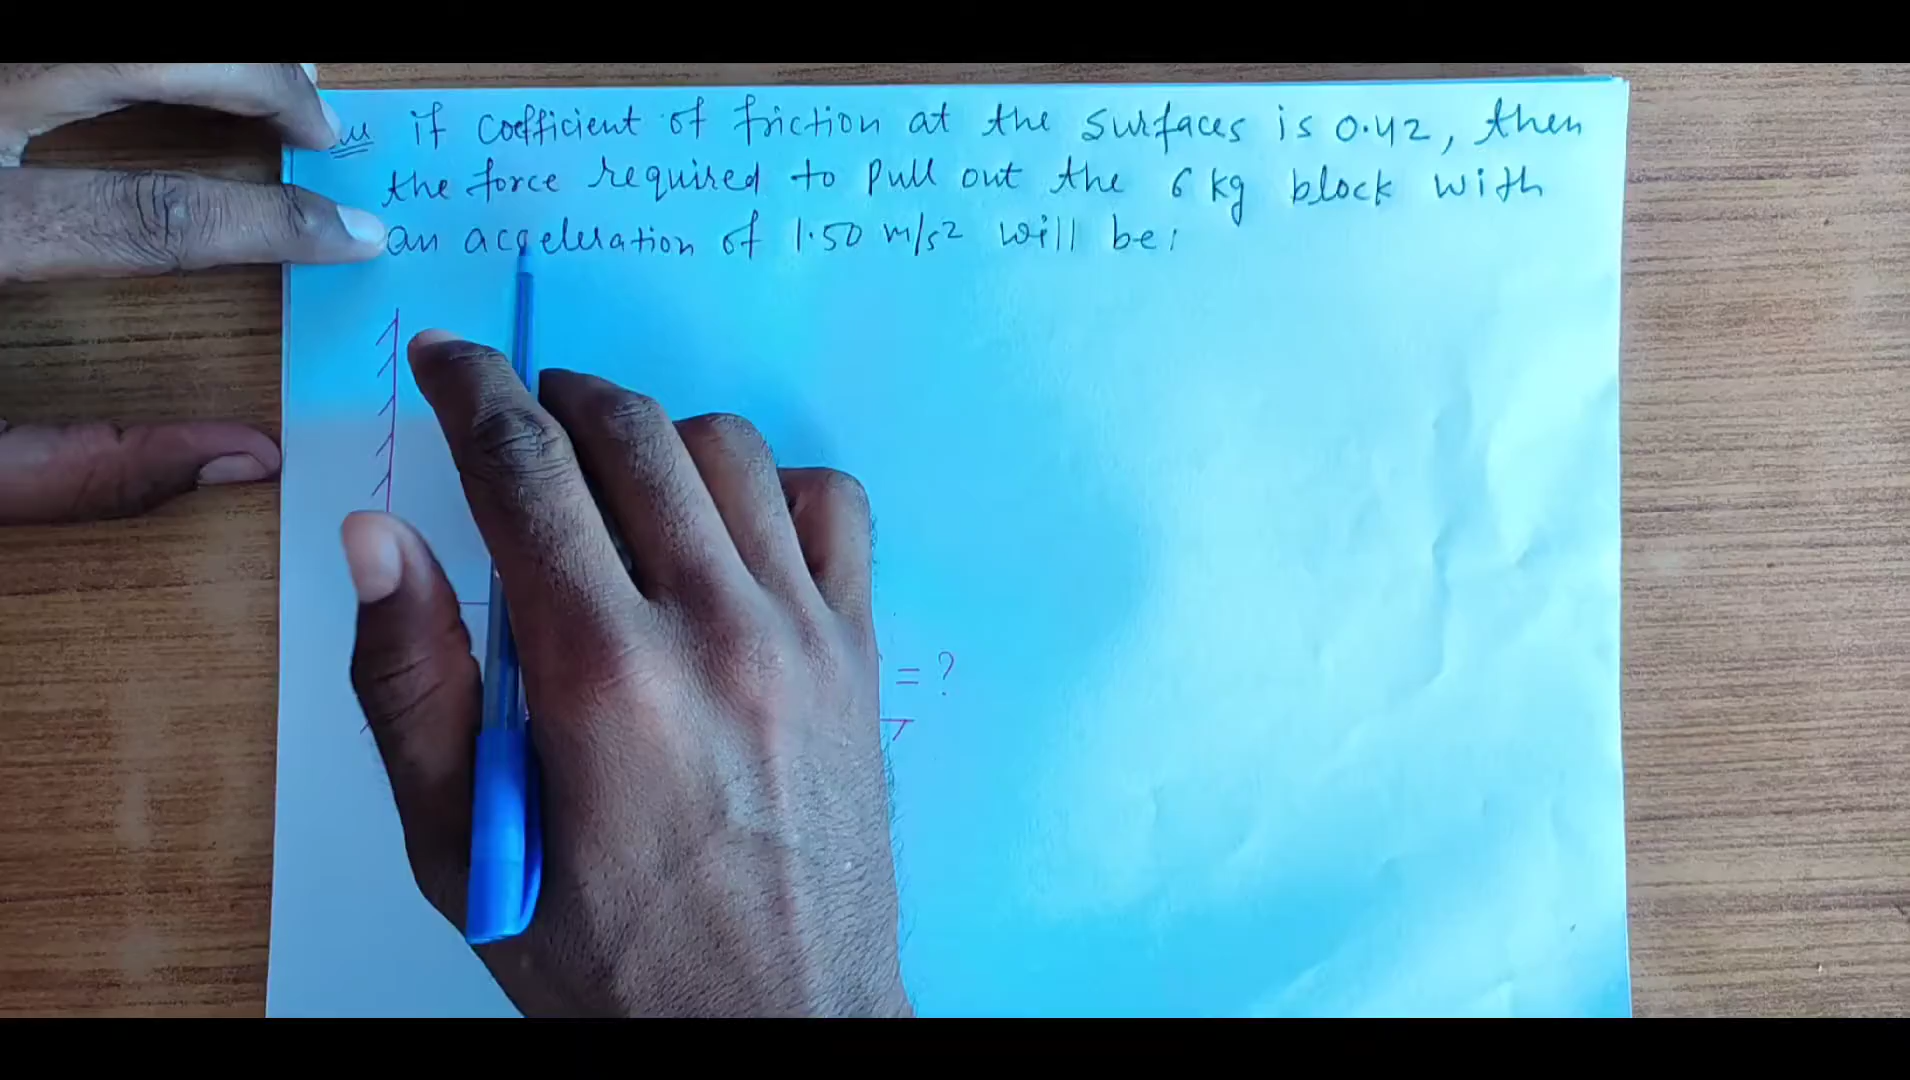 if coefficient of friction at the surfaces is 0.42, then
the force required to pull out the 6 kg block with
an acceleration of 1.50 m/s2 will be:
= ?